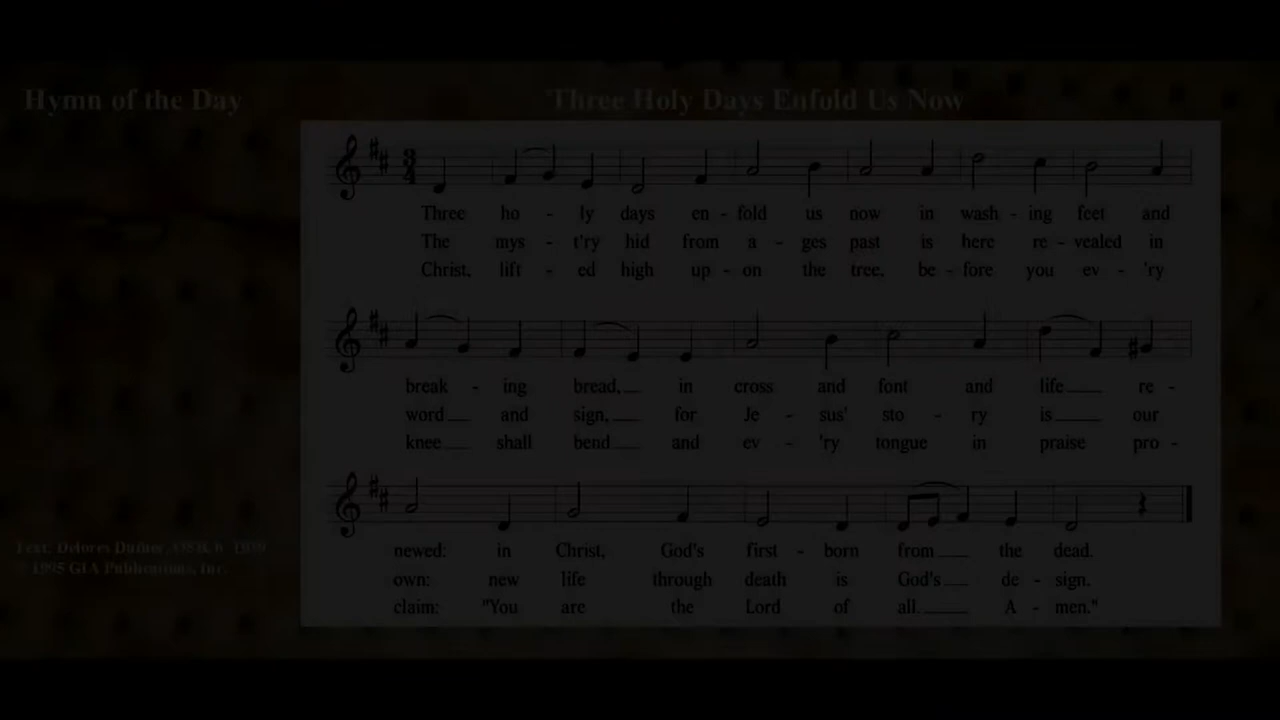 Hymn of the Day
Three Holy Days Enfold Us Now
Three ho - ly days en - fold us now in wash - ing feet and
The mys - t'ry hid from a - ges past is here re - vealed in
Christ, lift - ed high up - on the tree, be - fore you ev - 'ry
break - ing bread, in cross and font and life re -
word and sign, for Je - sus' sto - ry is our
knee shall bend and ev - 'ry tongue in praise pro -
newed: in Christ, God's first - born from the dead.
own: new life through death is God's de - sign.
claim: "You are the Lord of all. A - men."
Text: Delores Dufner, OSB, b. 1939
© 1995 GIA Publications, Inc.